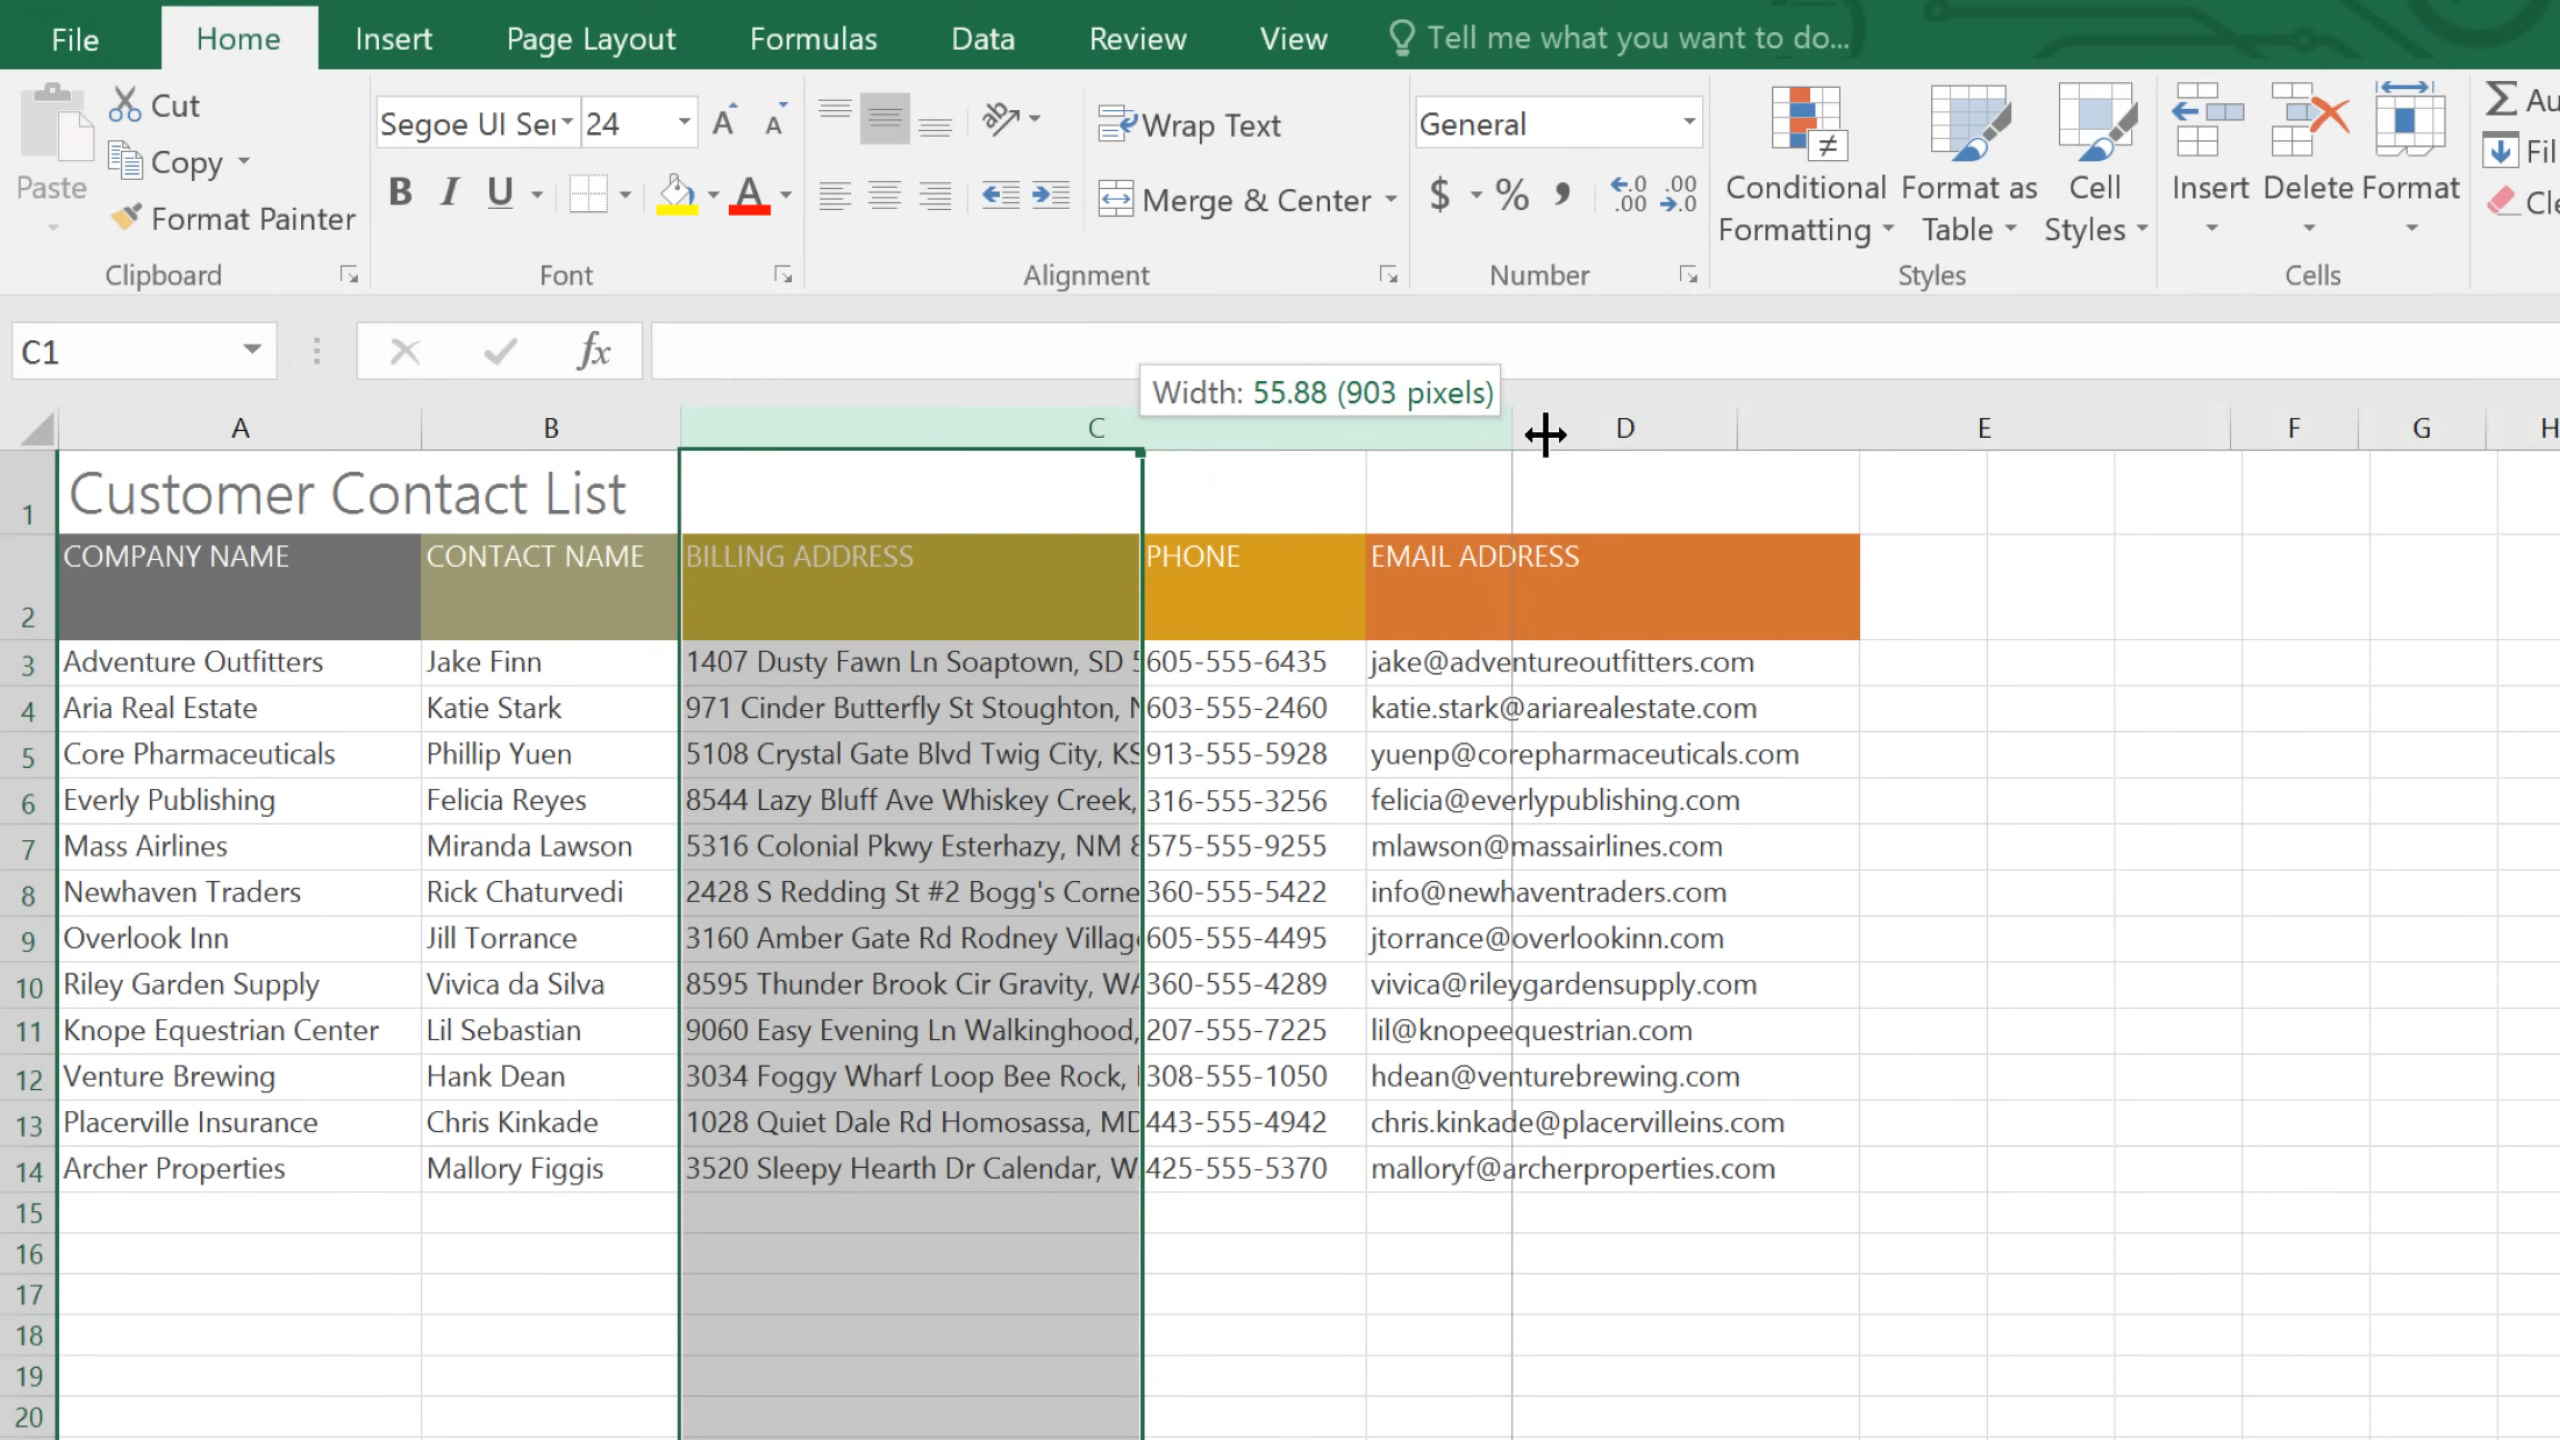 File Home Insert Page Layout Formulas Data Review View Tell me what you want to do...
Cut
Copy
Format Painter
Paste
Clipboard
Segoe UI Sei 24 A A
B I U A
Font
ab Wrap Text
Merge & Center
Alignment
General
$ % , .0 .00 .00 .0
Number
Conditional Formatting
Format as Table
Cell Styles
Styles
Insert Delete Format
Cells
Σ Au
Fil
Cle
C1 fx
Width: 55.88 (903 pixels)
A B C D E F G H
1 Customer Contact List
2 COMPANY NAME CONTACT NAME BILLING ADDRESS PHONE EMAIL ADDRESS
3 Adventure Outfitters Jake Finn 1407 Dusty Fawn Ln Soaptown, SD 605-555-6435 jake@adventureoutfitters.com
4 Aria Real Estate Katie Stark 971 Cinder Butterfly St Stoughton, 603-555-2460 katie.stark@ariarealestate.com
5 Core Pharmaceuticals Phillip Yuen 5108 Crystal Gate Blvd Twig City, KS 913-555-5928 yuenp@corepharmaceuticals.com
6 Everly Publishing Felicia Reyes 8544 Lazy Bluff Ave Whiskey Creek, 316-555-3256 felicia@everlypublishing.com
7 Mass Airlines Miranda Lawson 5316 Colonial Pkwy Esterhazy, NM 575-555-9255 mlawson@massairlines.com
8 Newhaven Traders Rick Chaturvedi 2428 S Redding St #2 Bogg's Corne 360-555-5422 info@newhaventraders.com
9 Overlook Inn Jill Torrance 3160 Amber Gate Rd Rodney Villag 605-555-4495 jtorrance@overlookinn.com
10 Riley Garden Supply Vivica da Silva 8595 Thunder Brook Cir Gravity, WA 360-555-4289 vivica@rileygardensupply.com
11 Knope Equestrian Center Lil Sebastian 9060 Easy Evening Ln Walkinghood, 207-555-7225 lil@knopeequestrian.com
12 Venture Brewing Hank Dean 3034 Foggy Wharf Loop Bee Rock, 308-555-1050 hdean@venturebrewing.com
13 Placerville Insurance Chris Kinkade 1028 Quiet Dale Rd Homosassa, MD 443-555-4942 chris.kinkade@placervilleins.com
14 Archer Properties Mallory Figgis 3520 Sleepy Hearth Dr Calendar, W 425-555-5370 malloryf@archerproperties.com
15
16
17
18
19
20